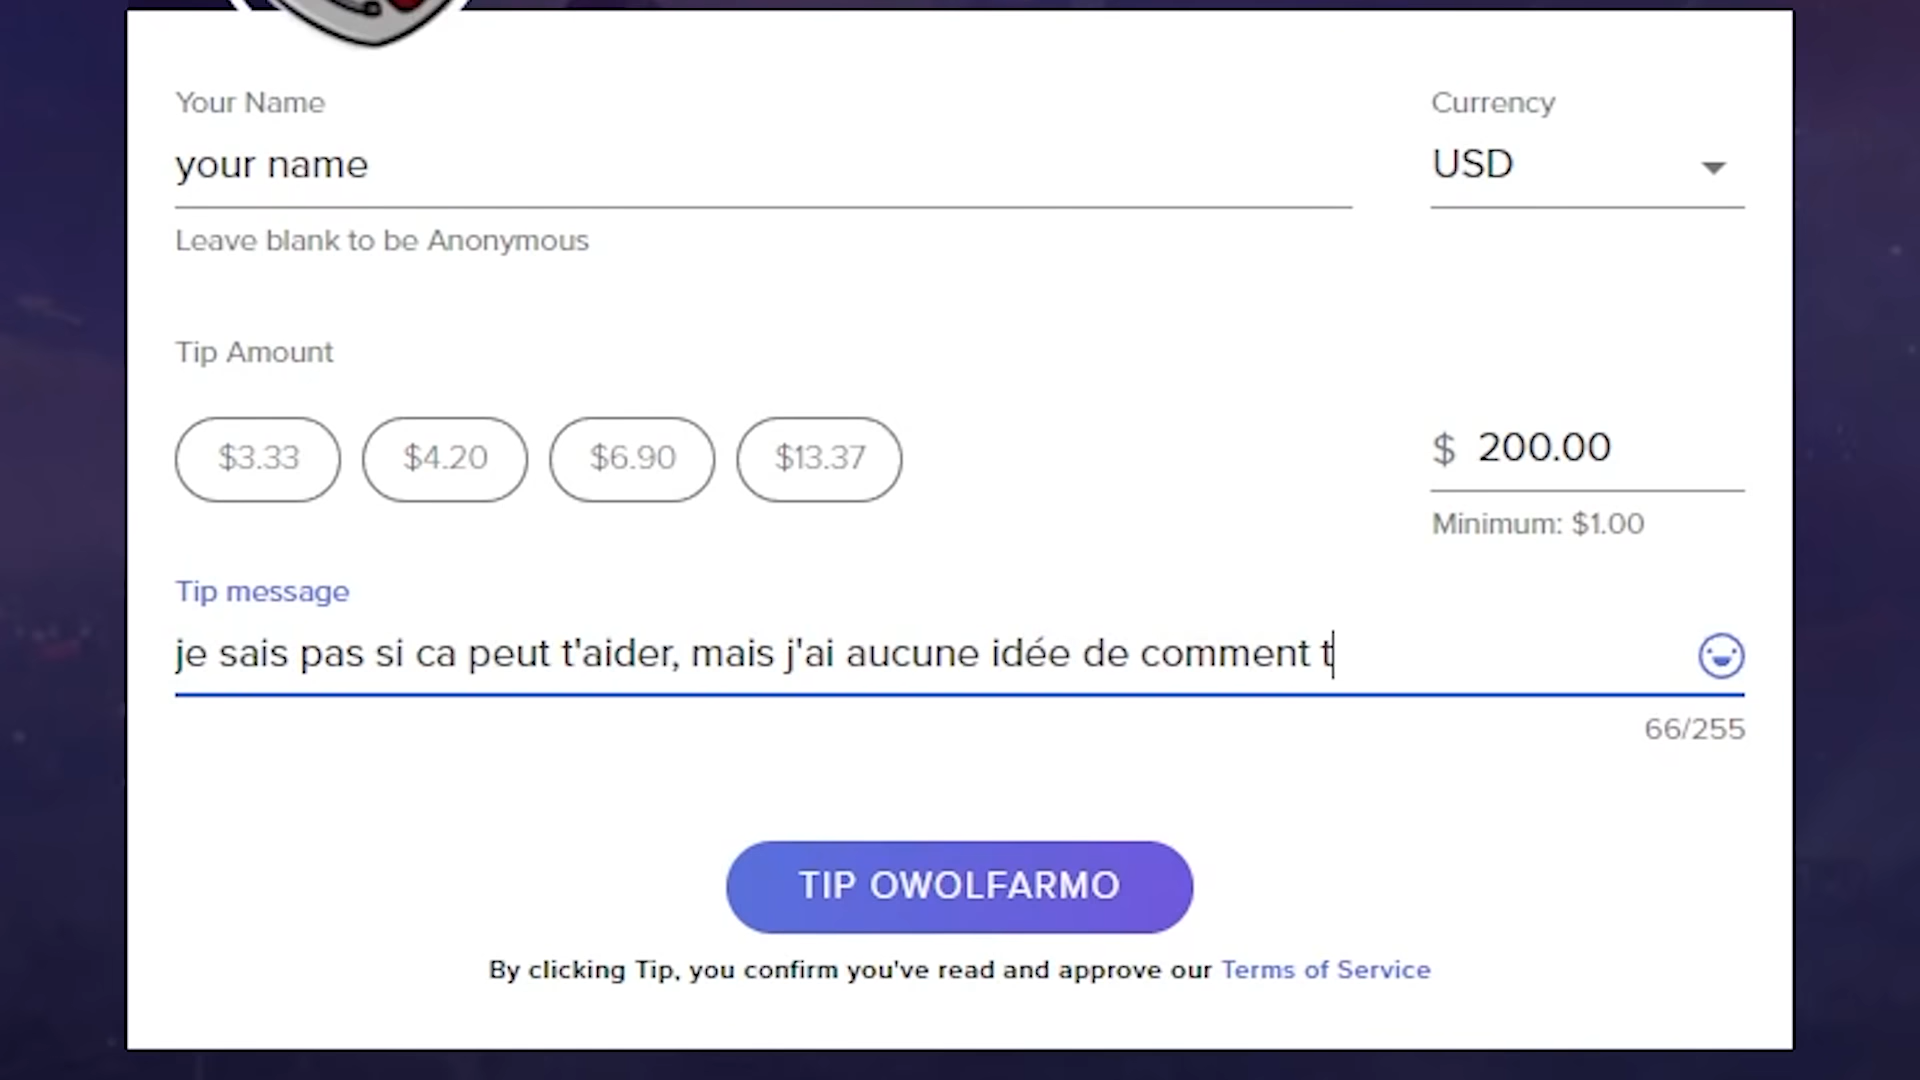 Your Name
Currency
your name
USD
Leave blank to be Anonymous
Tip Amount
$3.33
$4.20
$6.90
$13.37
$ 200.00
Minimum: $1.00
Tip message
je sais pas si ca peut t'aider, mais j'ai aucune idée de comment t
66/255
TIP OWOLFARMO
By clicking Tip, you confirm you've read and approve our Terms of Service